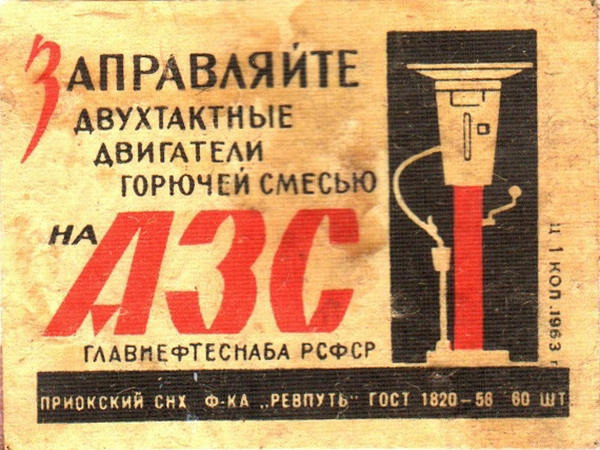 ЗАПРАВЛЯЙТЕ
ДВУХТАКТНЫЕ
ДВИГАТЕЛИ
ГОРЮЧЕЙ СМЕСЬЮ
НА АЗС
ГЛАВНЕФТЕСНАБА РСФСР
Ц 1 КОП. 1963 г
ПРИОКСКИЙ СНХ Ф-КА „РЕВПУТЬ" ГОСТ 1820-56 60 ШТ.